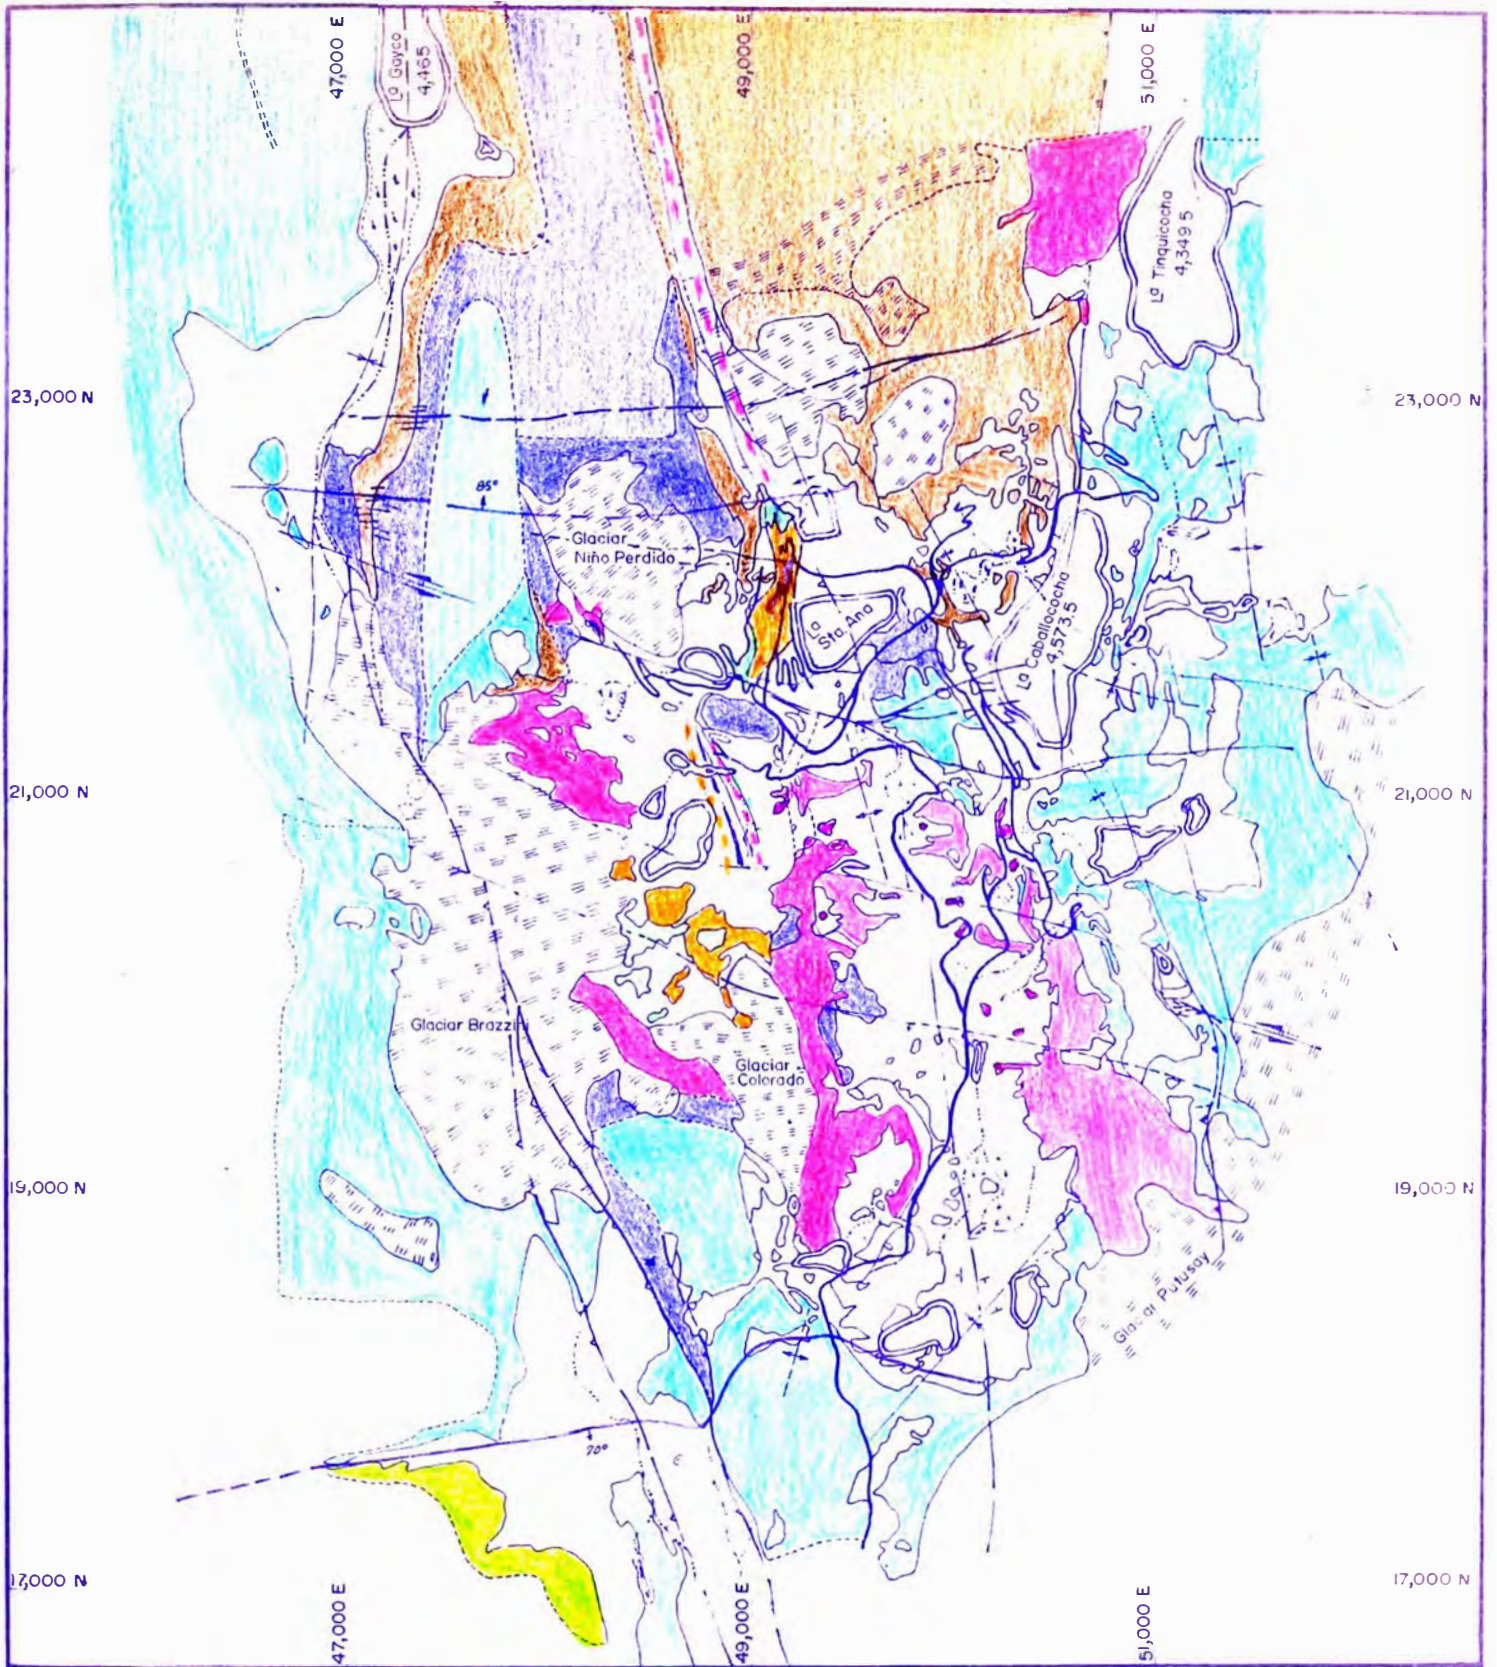 47,000 E
La Gayco
4,465
49,000 E
51,000 E
La Tinquicocha
4,349.5
23,000 N
23,000 N
85°
Glaciar
Niño Perdido
La
Sta. Ana
La Caballococha
4,573.5
21,000 N
21,000 N
Glaciar Brazzini
Glaciar
Colorado
19,000 N
19,000 N
Glaciar Putusay
70°
17,000 N
17,000 N
47,000 E
49,000 E
51,000 E